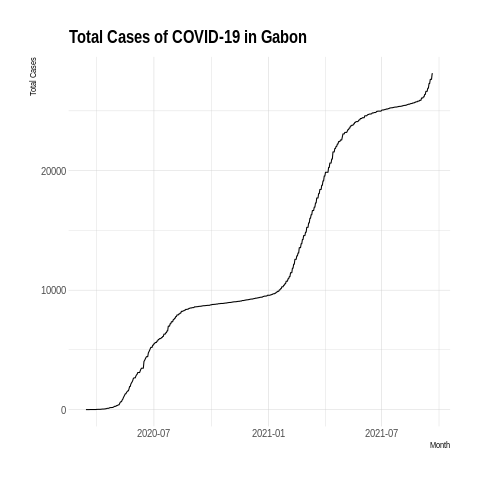 Total Cases of COVID-19 in Gabon
Total Cases
20000
10000
0
2020-07
2021-01
2021-07
Month